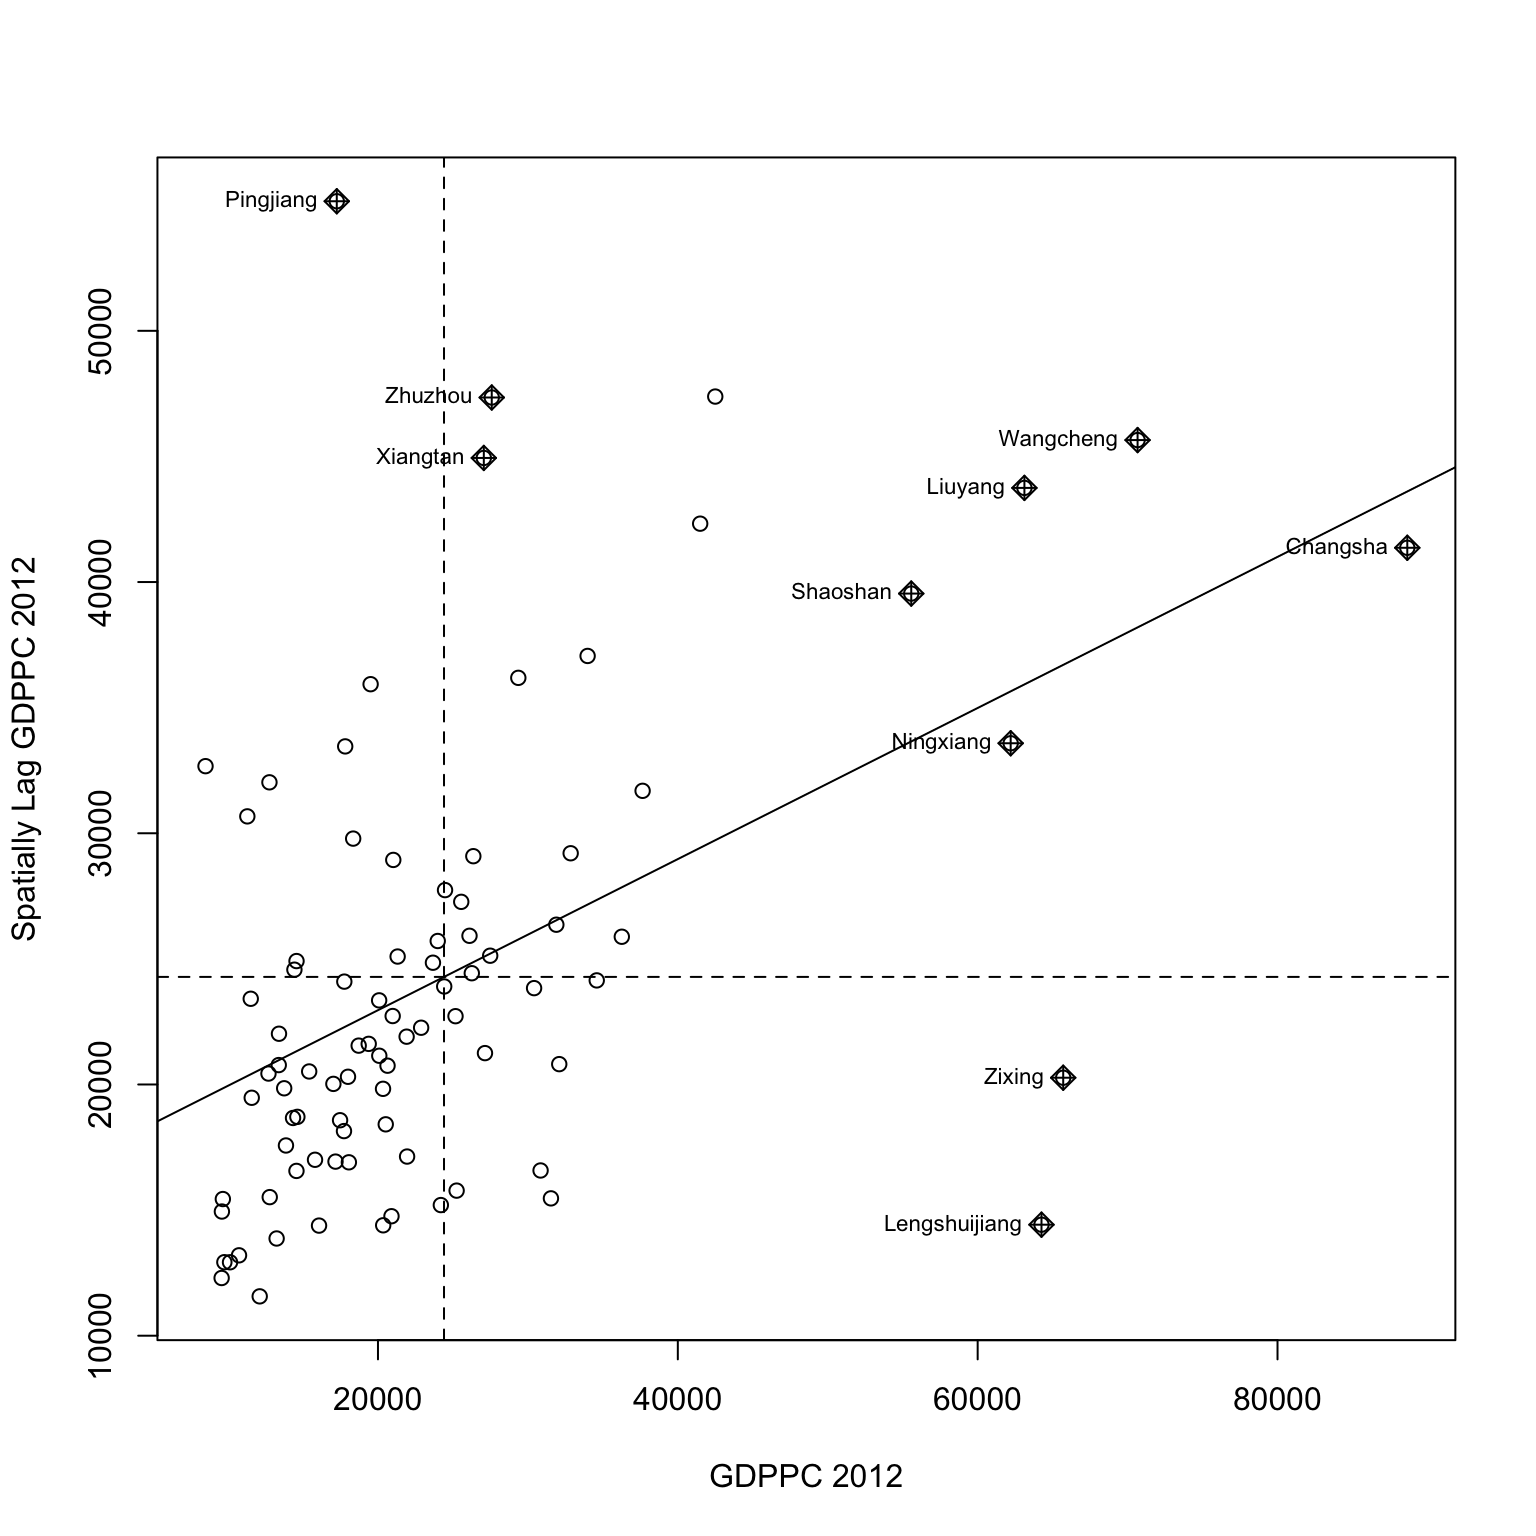 Pingjiang
50000
Zhuzhou
Wangcheng
Xiangtan
Liuyang
Changsha
40000
Shaoshan
Spatially Lag GDPPC 2012
Ningxiang
30000
20000
Zixing
Lengshuijiang
10000
20000
40000
60000
80000
GDPPC 2012